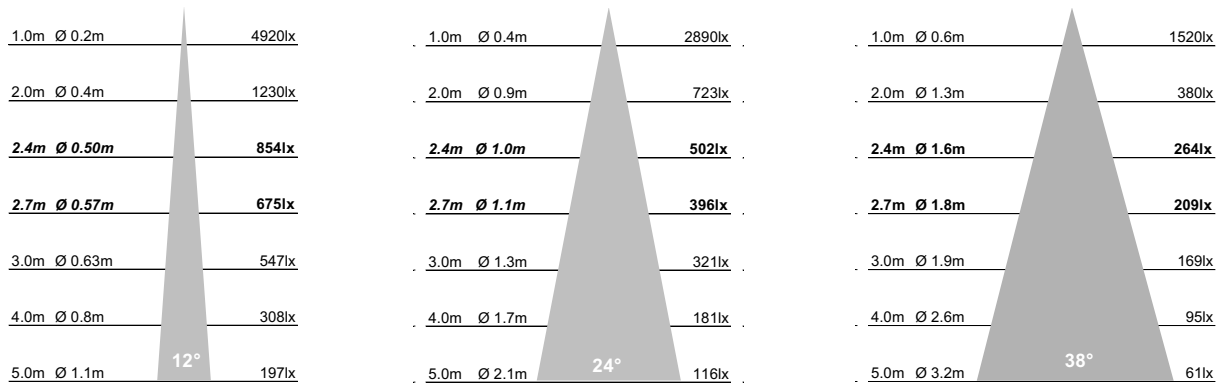 1.0m Ø 0.2m 4920lx
2.0m Ø 0.4m 1230lx
2.4m Ø 0.50m 854lx
2.7m Ø 0.57m 675lx
3.0m Ø 0.63m 547lx
4.0m Ø 0.8m 308lx
12°
5.0m Ø 1.1m 197lx
1.0m Ø 0.4m 2890lx
2.0m Ø 0.9m 723lx
2.4m Ø 1.0m 502lx
2.7m Ø 1.1m 396lx
3.0m Ø 1.3m 321lx
4.0m Ø 1.7m 181lx
24°
5.0m Ø 2.1m 116lx
1.0m Ø 0.6m 1520lx
2.0m Ø 1.3m 380lx
2.4m Ø 1.6m 264lx
2.7m Ø 1.8m 209lx
3.0m Ø 1.9m 169lx
4.0m Ø 2.6m 95lx
38°
5.0m Ø 3.2m 61lx